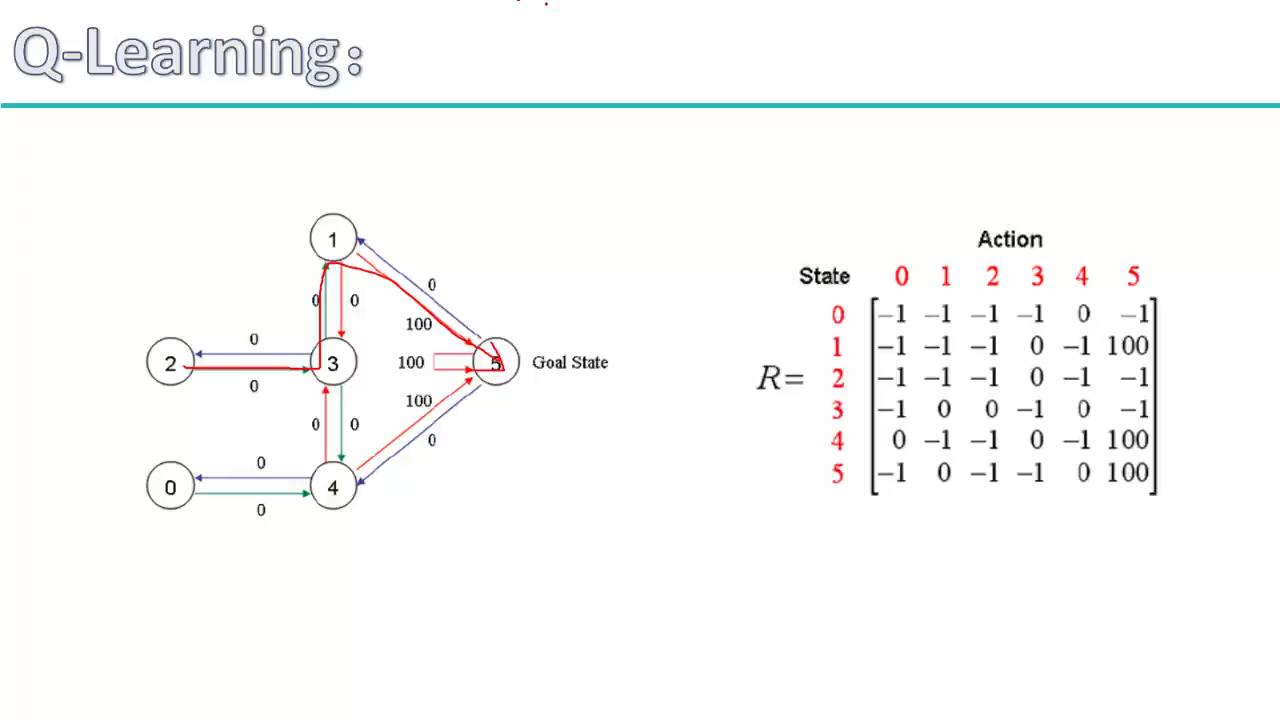 Q-Learning:
1
0
0 0
100
0
2 3 100 5 Goal State
0
100
0 0
0
0
0 4
0
Action
State 0 1 2 3 4 5
0 −1 −1 −1 −1 0 −1
1 −1 −1 −1 0 −1 100
R= 2 −1 −1 −1 0 −1 −1
3 −1 0 0 −1 0 −1
4 0 −1 −1 0 −1 100
5 −1 0 −1 −1 0 100